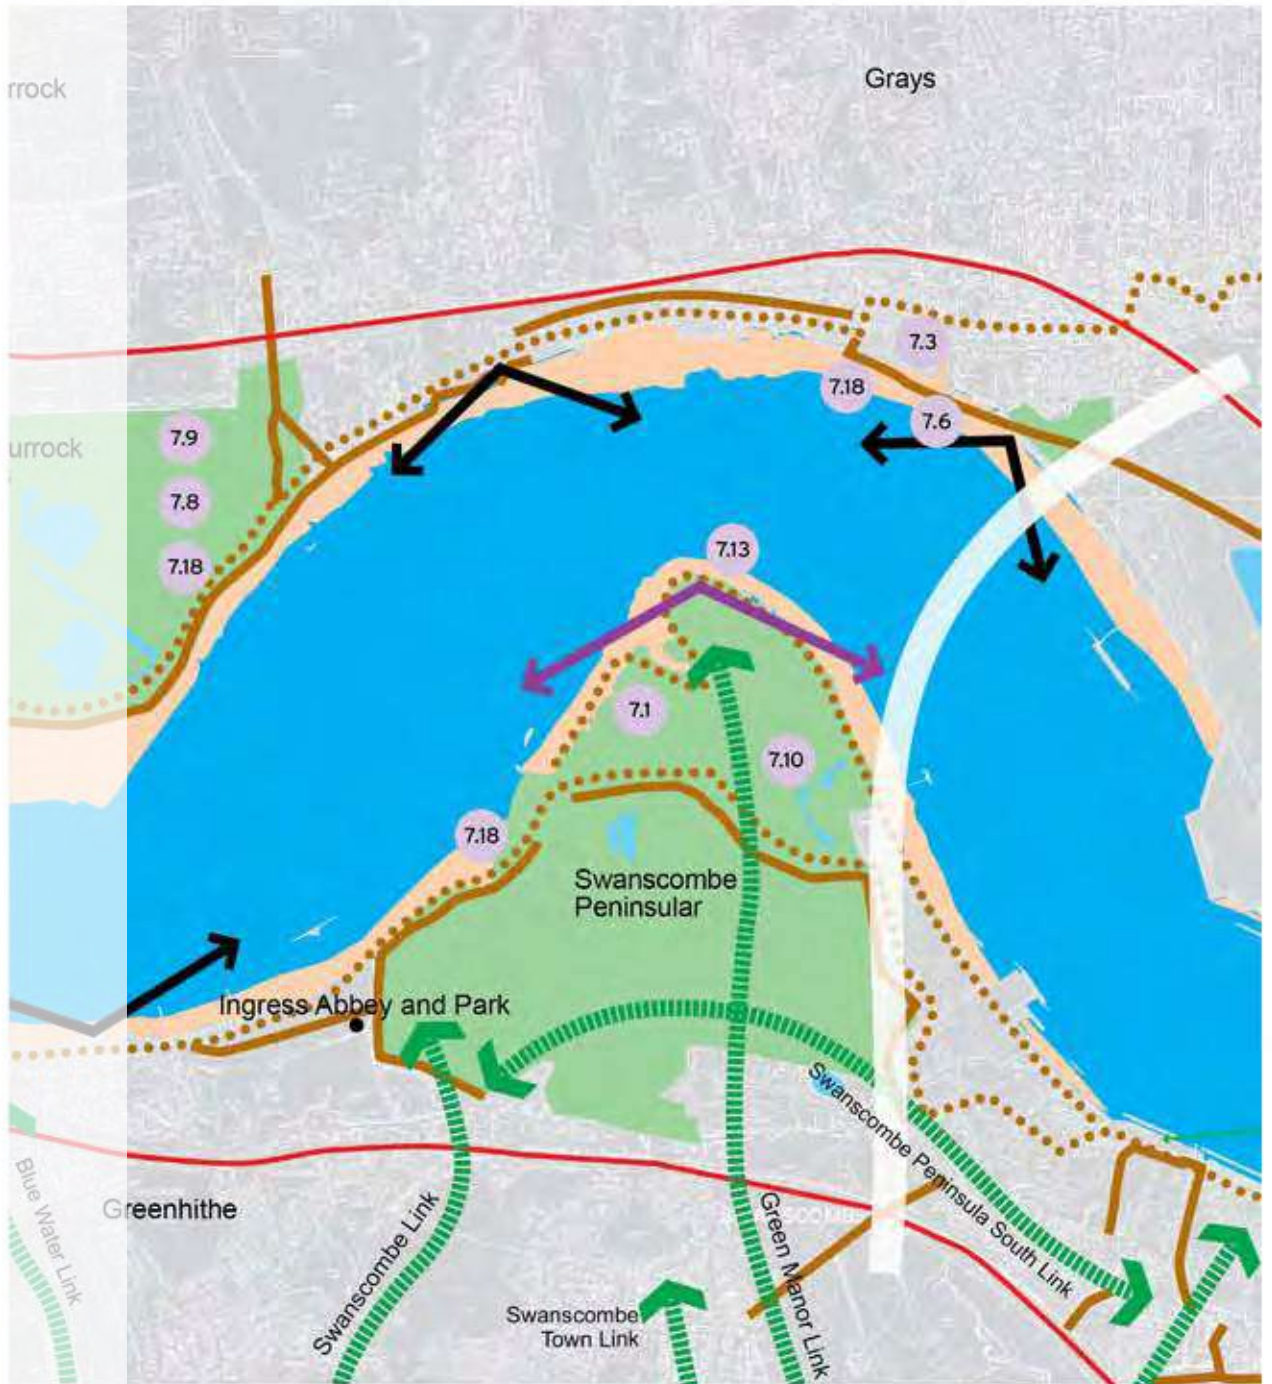 Grays
rrock
7.3
7.18
7.6
7.9
urrock
7.8
7.18
7.13
7.1
7.10
7.18
Swanscombe
Peninsular
Ingress Abbey and Park
Swanscombe Peninsula South Link
Blue Water Link
Greenhithe
Swanscombe Link
Green Manor Link
Swanscombe
Town Link